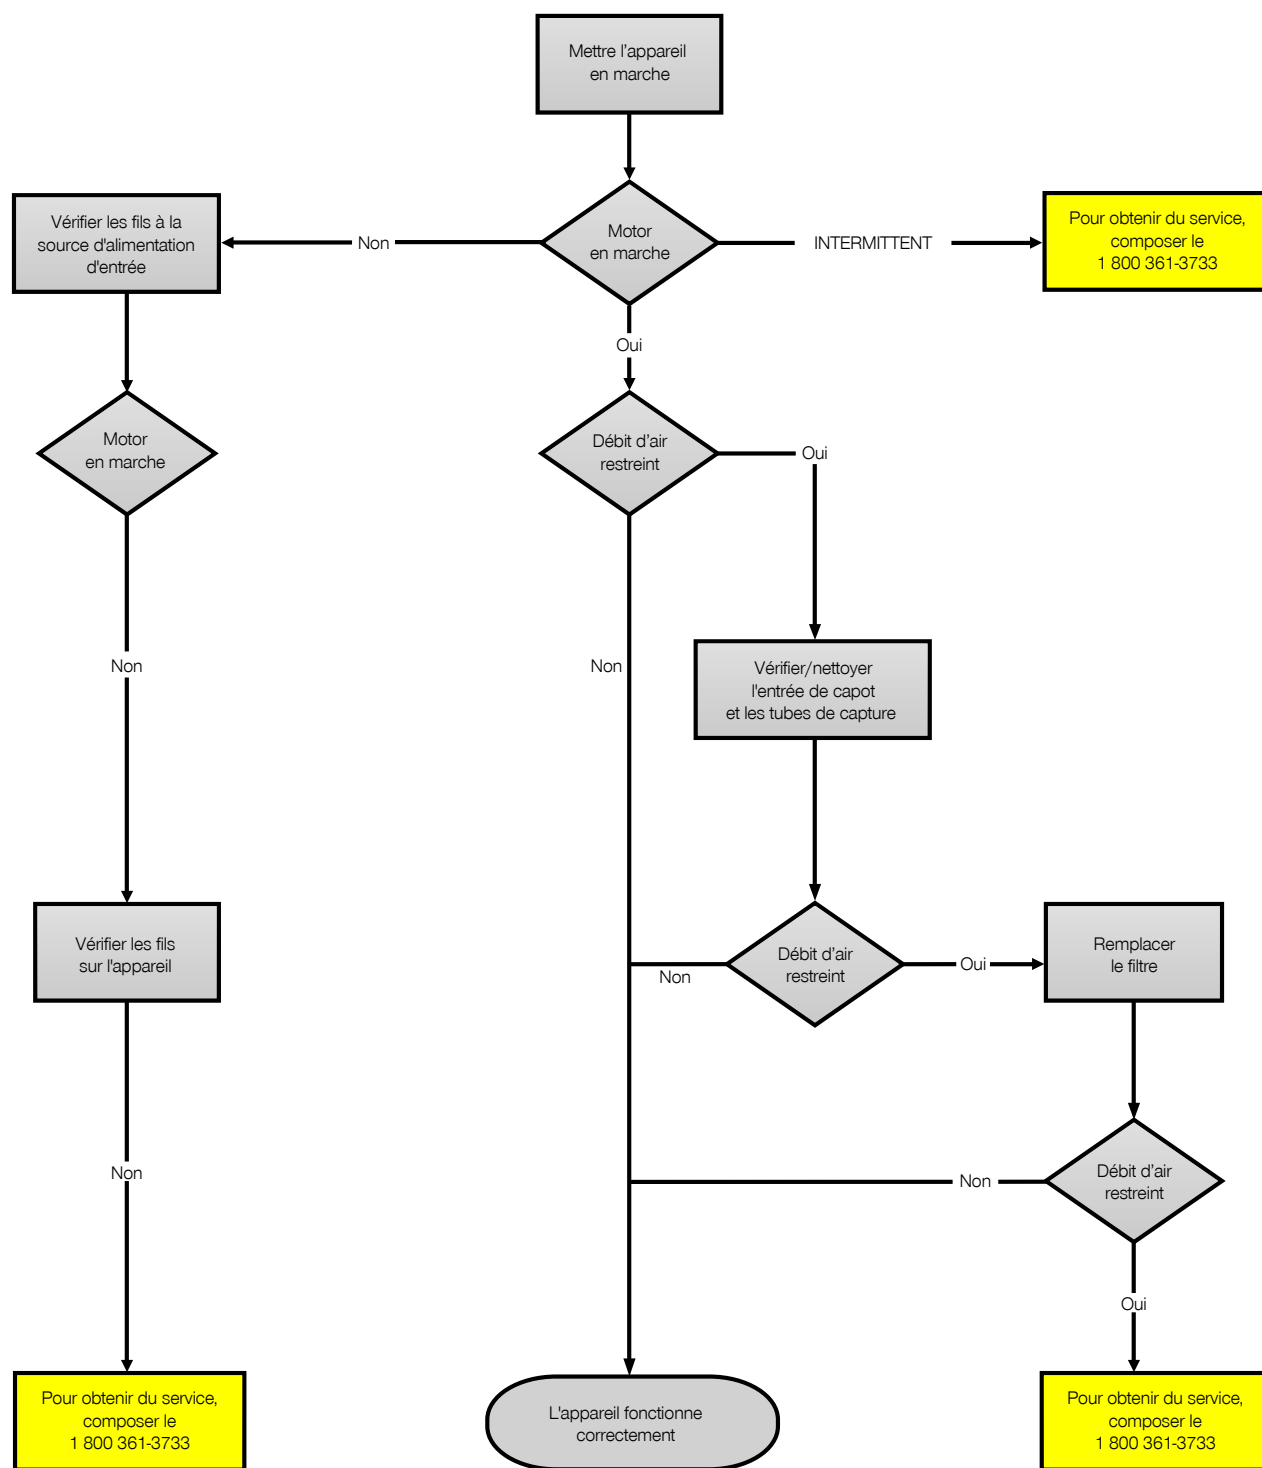 Mettre l'appareil
en marche
Vérifier les fils à la
source d'alimentation
d'entrée
Non
Motor
en marche
INTERMITTENT
Pour obtenir du service,
composer le
1 800 361-3733
Oui
Motor
en marche
Débit d'air
restreint
Oui
Non
Non
Vérifier/nettoyer
l'entrée de capot
et les tubes de capture
Vérifier les fils
sur l'appareil
Non
Débit d'air
restreint
Oui
Remplacer
le filtre
Non
Non
Débit d'air
restreint
Oui
Pour obtenir du service,
composer le
1 800 361-3733
L'appareil fonctionne
correctement
Pour obtenir du service,
composer le
1 800 361-3733